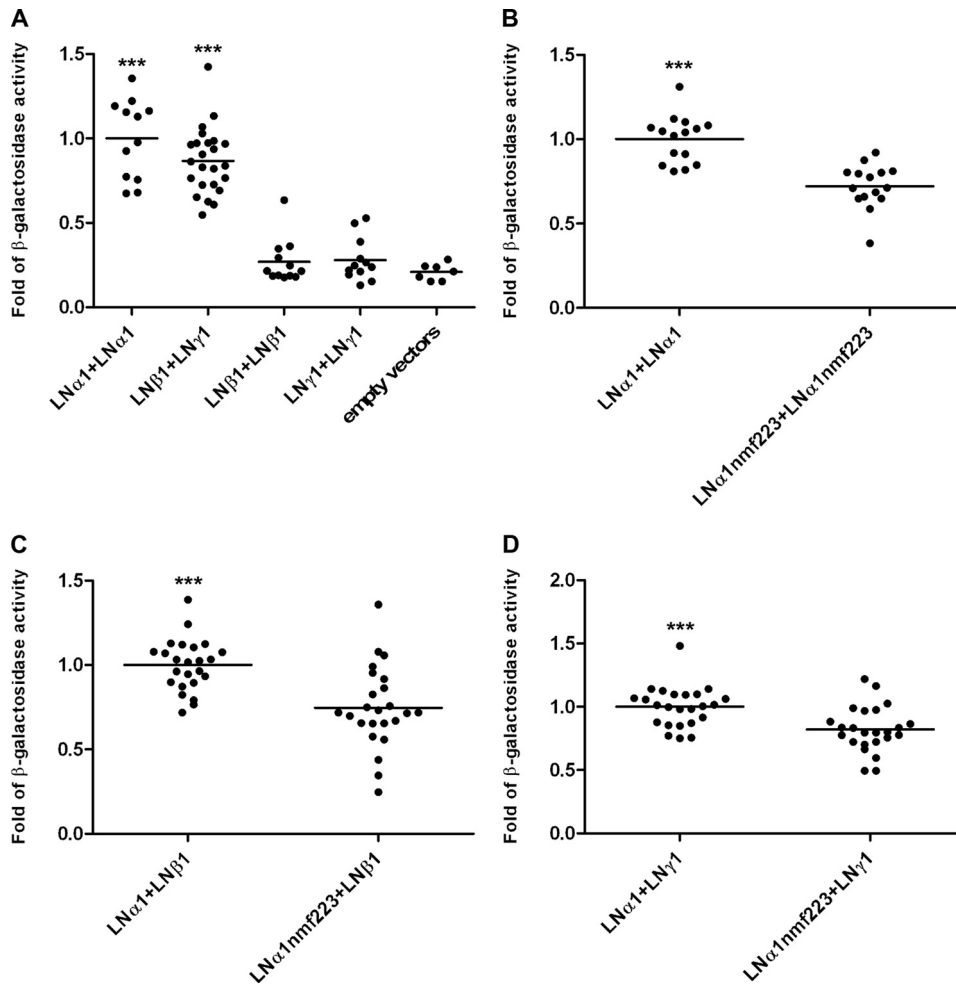 A
Fold of β-galactosidase activity
1.5
1.0
0.5
0.0
***
***
LNα1+LNα1
LNβ1+LNγ1
LNβ1+LNβ1
LNγ1+LNγ1
empty vectors
B
Fold of β-galactosidase activity
1.5
1.0
0.5
0.0
***
LNα1+LNα1
LNα1nmf223+LNα1nmf223
C
Fold of β-galactosidase activity
1.5
1.0
0.5
0.0
***
LNα1+LNβ1
LNα1nmf223+LNβ1
D
Fold of β-galactosidase activity
2.0
1.5
1.0
0.5
0.0
***
LNα1+LNγ1
LNα1nmf223+LNγ1